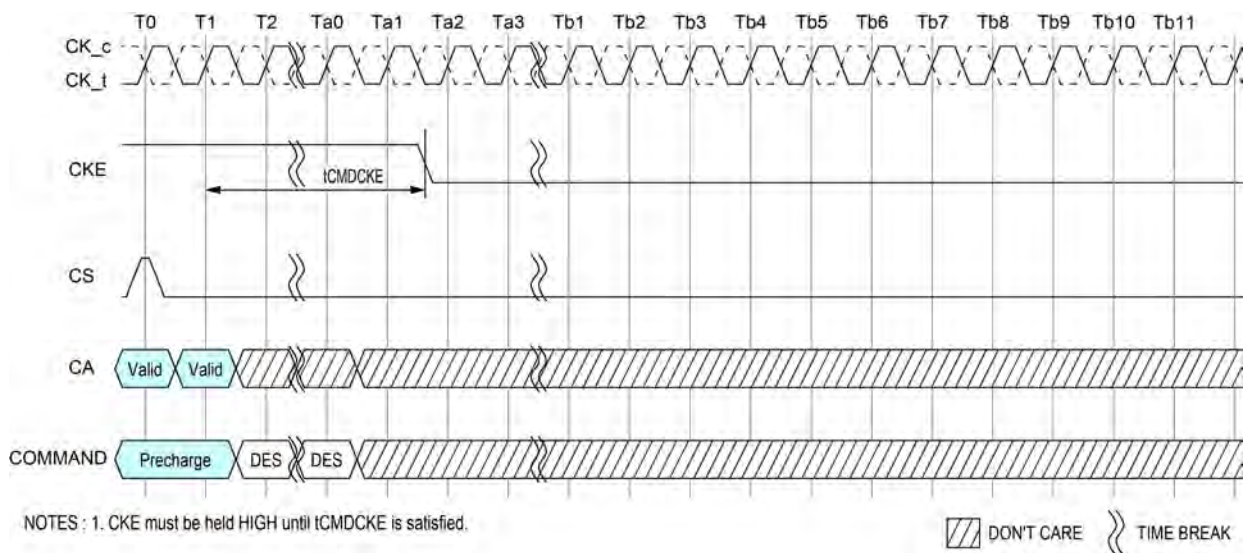 T0 T1 T2 Ta0 Ta1 Ta2 Ta3 Tb1 Tb2 Tb3 Tb4 Tb5 Tb6 Tb7 Tb8 Tb9 Tb10 Tb11
CK_c
CK_t
CKE
tCMDCKE
CS
CA Valid Valid
COMMAND Precharge DES DES
NOTES : 1. CKE must be held HIGH until tCMDCKE is satisfied.
DON'T CARE TIME BREAK